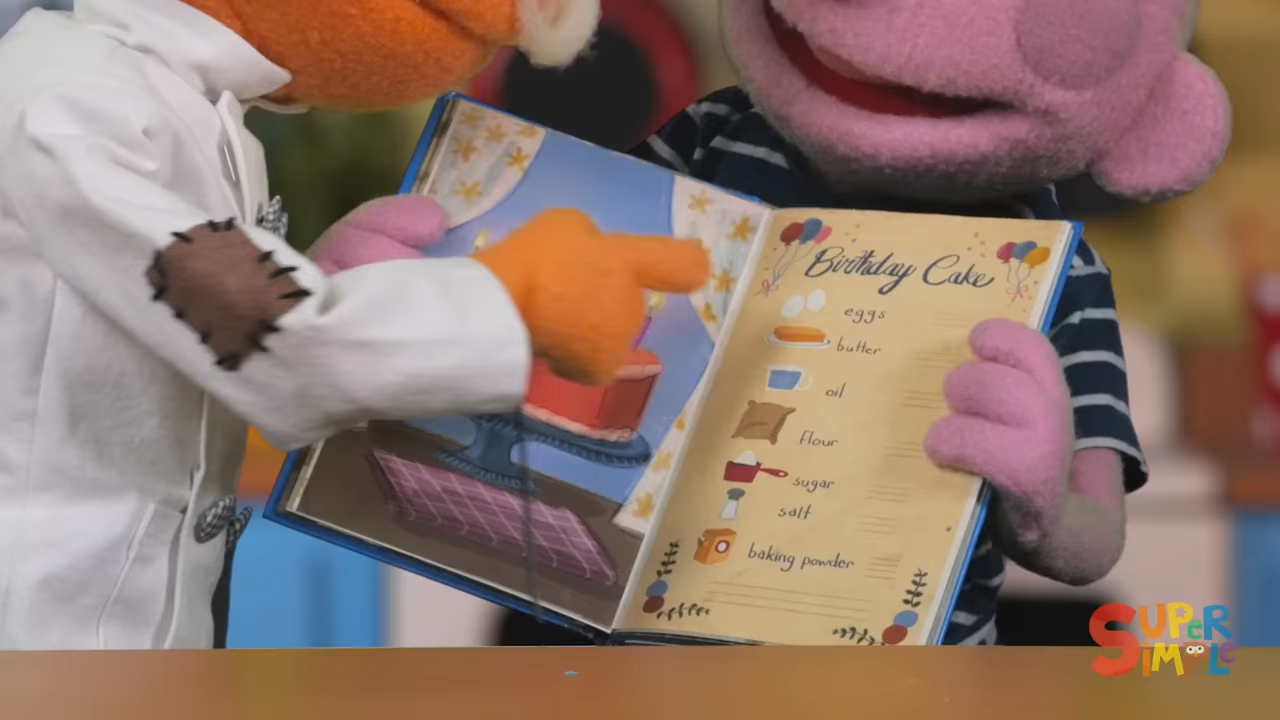 Birthday Cake
eggs
butter
oil
flour
sugar
salt
baking powder
SUPER
SIMPLE